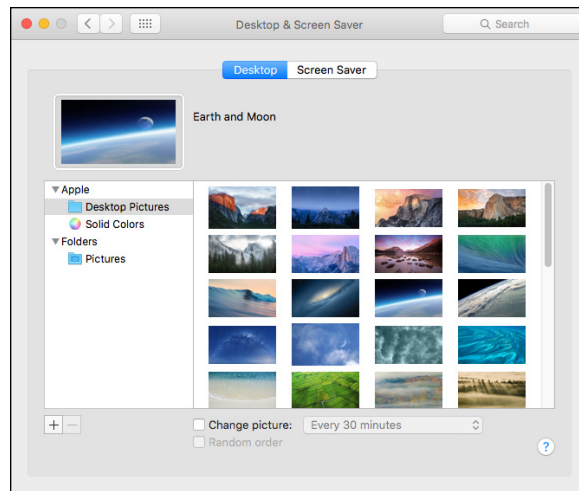 Desktop & Screen Saver
Search
Desktop
Screen Saver
Earth and Moon
Apple
Desktop Pictures
Solid Colors
Folders
Pictures
+ −
Change picture: Every 30 minutes
Random order
?